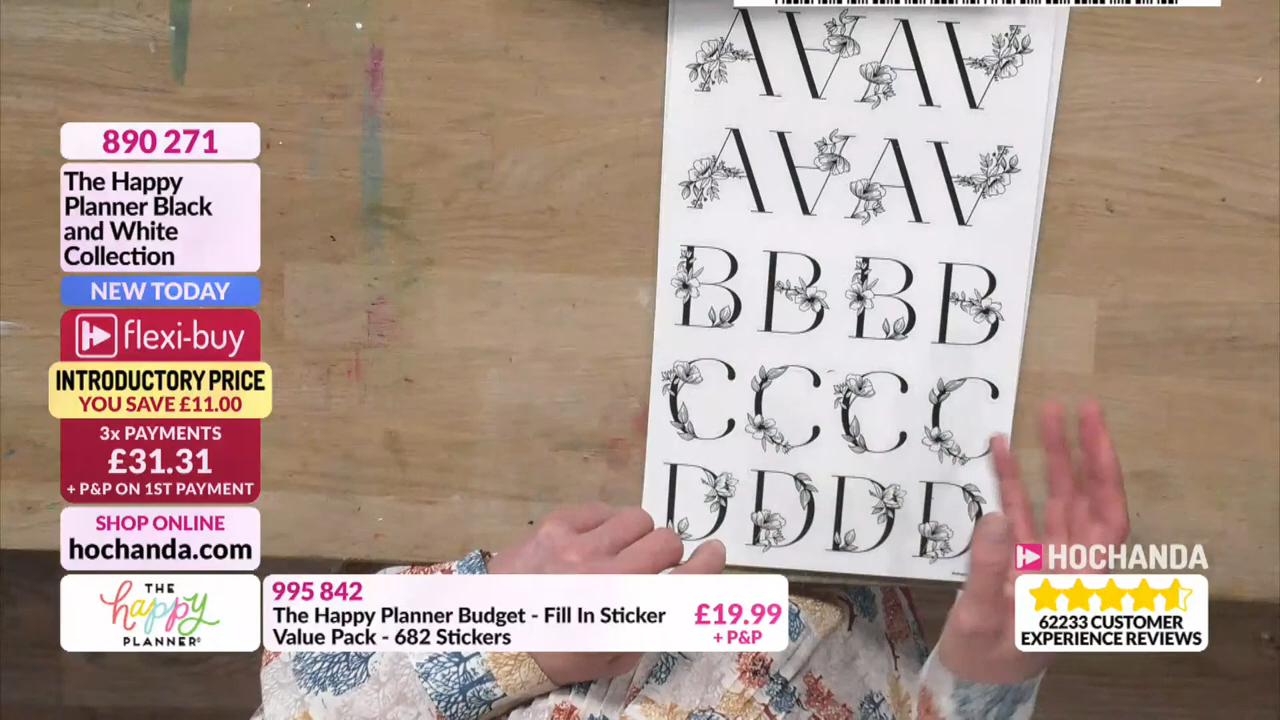 890 271
The Happy
Planner Black
and White
Collection
NEW TODAY
flexi-buy
INTRODUCTORY PRICE
YOU SAVE £11.00
3x PAYMENTS
£31.31
+ P&P ON 1ST PAYMENT
SHOP ONLINE
hochanda.com
THE
happy
PLANNER®
995 842
The Happy Planner Budget - Fill In Sticker
Value Pack - 682 Stickers
£19.99
+ P&P
A A A A
A A A A
B B B B
C C C C
D D D D
HOCHANDA
62233 CUSTOMER
EXPERIENCE REVIEWS